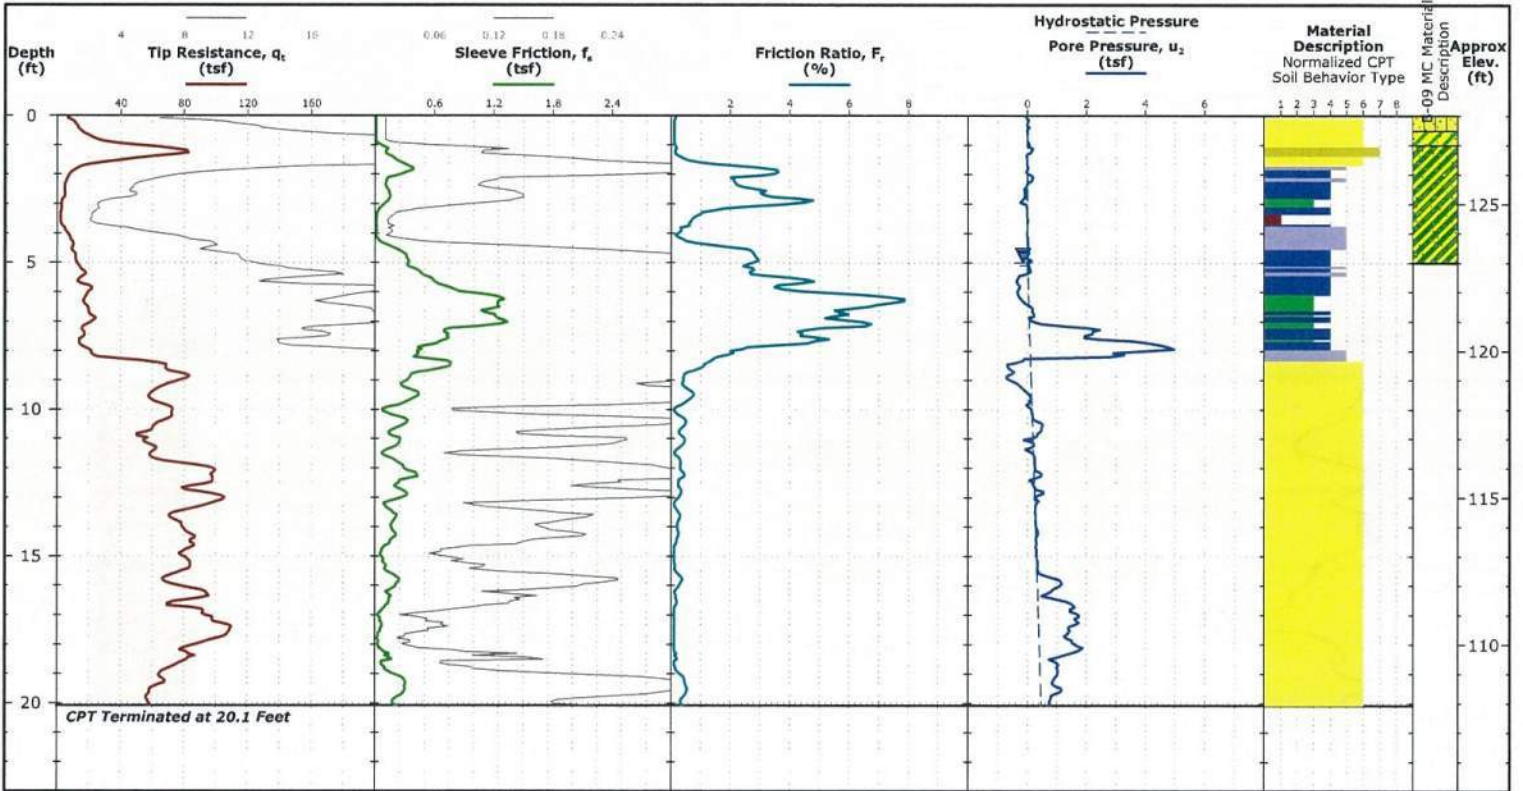 Depth
(ft)
4 8 12 16
Tip Resistance, qt
(tsf)
40 80 120 160
0.06 0.12 0.18 0.24
Sleeve Friction, fs
(tsf)
0.6 1.2 1.8 2.4
Friction Ratio, Fr
(%)
2 4 6 8
Hydrostatic Pressure
Pore Pressure, u2
(tsf)
0 2 4 6
Material
Description
Normalized CPT
Soil Behavior Type
1 2 3 4 5 6 7 8
-09 MC Material
Description
Approx
Elev.
(ft)
0
5
10
15
20
125
120
115
110
CPT Terminated at 20.1 Feet